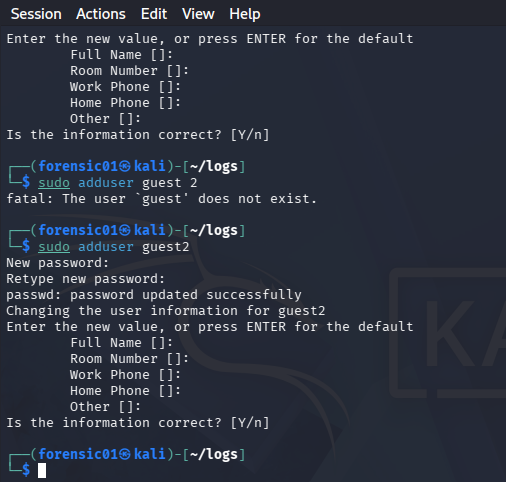 Session Actions Edit View Help
Enter the new value, or press ENTER for the default
Full Name []:
Room Number []:
Work Phone []:
Home Phone []:
Other []:
Is the information correct? [Y/n]
┌──(forensic01㉿kali)-[~/logs]
└─$ sudo adduser guest 2
fatal: The user `guest' does not exist.
┌──(forensic01㉿kali)-[~/logs]
└─$ sudo adduser guest2
New password:
Retype new password:
passwd: password updated successfully
Changing the user information for guest2
Enter the new value, or press ENTER for the default
Full Name []:
Room Number []:
Work Phone []:
Home Phone []:
Other []:
Is the information correct? [Y/n]
┌──(forensic01㉿kali)-[~/logs]
└─$
KA